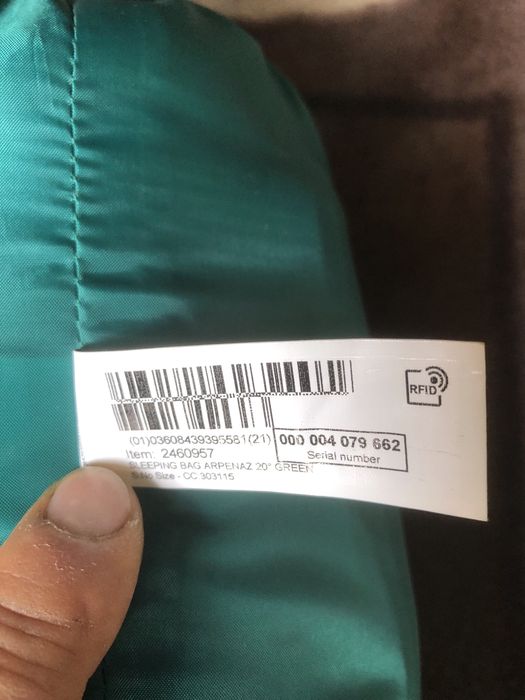 RFID
(01)03608439395581(21)
000 004 079 662
Serial number
Item: 2460957
SLEEPING BAG ARPENAZ 20° GREEN
No Size - CC 303115